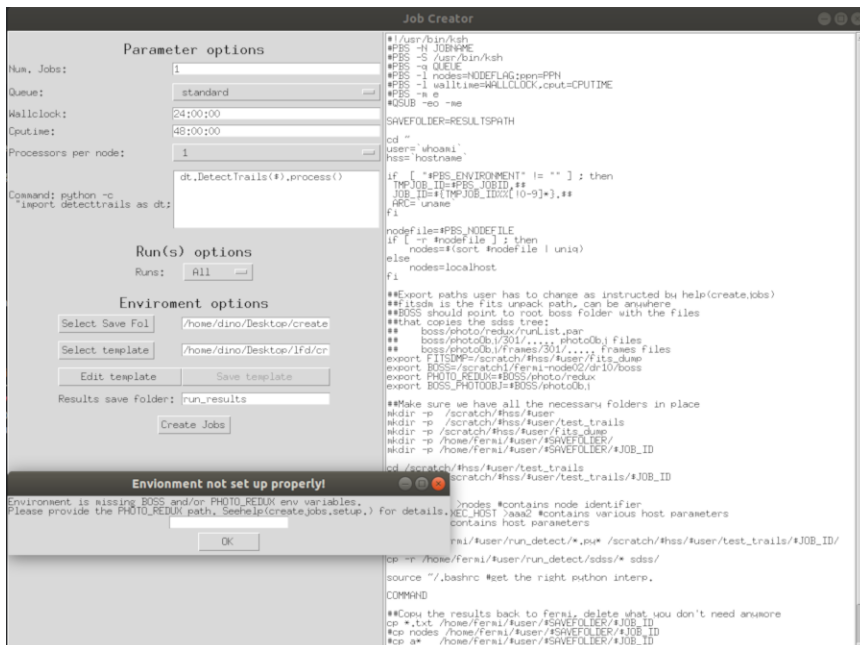 Job Creator
Parameter options
Num. Jobs:
1
Queue:
standard
Wallclock:
24:00:00
Cputime:
48:00:00
Processors per node:
1
dt.DetectTrails($).process()
Command: python -c
"import detecttrails as dt;
Run(s) options
Runs:
All
Enviroment options
Select Save Fol
/home/dino/Desktop/create
Select template
/home/dino/Desktop/lfd/cr
Edit template
Save template
Results save folder:
run_results
Create Jobs
Envionment not set up properly!
Environment is missing BOSS and/or PHOTO_REDUX env variables.
Please provide the PHOTO_REDUX path. Seehelp(create.jobs.setup.) for details.
OK
#!/usr/bin/ksh
#PBS -N JOBNAME
#PBS -S /usr/bin/ksh
#PBS -q QUEUE
#PBS -l nodes=NODEFLAG:ppn=PPN
#PBS -l walltime=WALLCLOCK,cput=CPUTIME
#PBS -m e
#QSUB -eo -me
SAVEFOLDER=RESULTSPATH
cd ~
user=`whoami`
hss=`hostname`
if [ "$PBS_ENVIRONMENT" != "" ] ; then
TMPJOB_ID=$PBS_JOBID.##
JOB_ID=${TMPJOB_IDXX[!0-9]*}.##
ARC=`uname`
fi
nodefile=$PBS_NODEFILE
if [ -r $nodefile ] ; then
nodes=$(sort $nodefile | uniq)
else
nodes=localhost
fi
##Export paths user has to change as instructed by help(create.jobs)
##fitsdm is the fits unpack path, can be anywhere
##BOSS should point to root boss folder with the files
##that copies the sdss tree:
## boss/photo/redux/runList.par
## boss/photoObj/301/..... photoObj files
## boss/photoObj/frames/301/..... frames files
export FITSDMP=/scratch/$hss/$user/fits_dump
export BOSS=/scratch1/fermi-node02/dr10/boss
export PHOTO_REDUX=$BOSS/photo/redux
export BOSS_PHOTOOBJ=$BOSS/photoObj
##Make sure we have all the necessary folders in place
mkdir -p /scratch/$hss/$user
mkdir -p /scratch/$hss/$user/test_trails
mkdir -p /scratch/$hss/$user/fits_dump
mkdir -p /home/fermi/$user/$SAVEFOLDER/
mkdir -p /home/fermi/$user/$SAVEFOLDER/$JOB_ID
cd /scratch/$hss/$user/test_trails
$hss/$user/test_trails/$JOB_ID
>nodes #contains node identifier
EXEC_HOST >aaa2 #contains various host parameters
contains host parameters
rmi/$user/run_detect/*.py* /scratch/$hss/$user/test_trails/$JOB_ID/
cp -r /home/fermi/$user/run_detect/sdss/* sdss/
source ~/.bashrc #get the right python interp.
COMMAND
##Copy the results back to fermi, delete what you don't need anymore
cp *.txt /home/fermi/$user/$SAVEFOLDER/$JOB_ID
#cp nodes /home/fermi/$user/$SAVEFOLDER/$JOB_ID
#cp a* /home/fermi/$user/$SAVEFOLDER/$JOB_ID